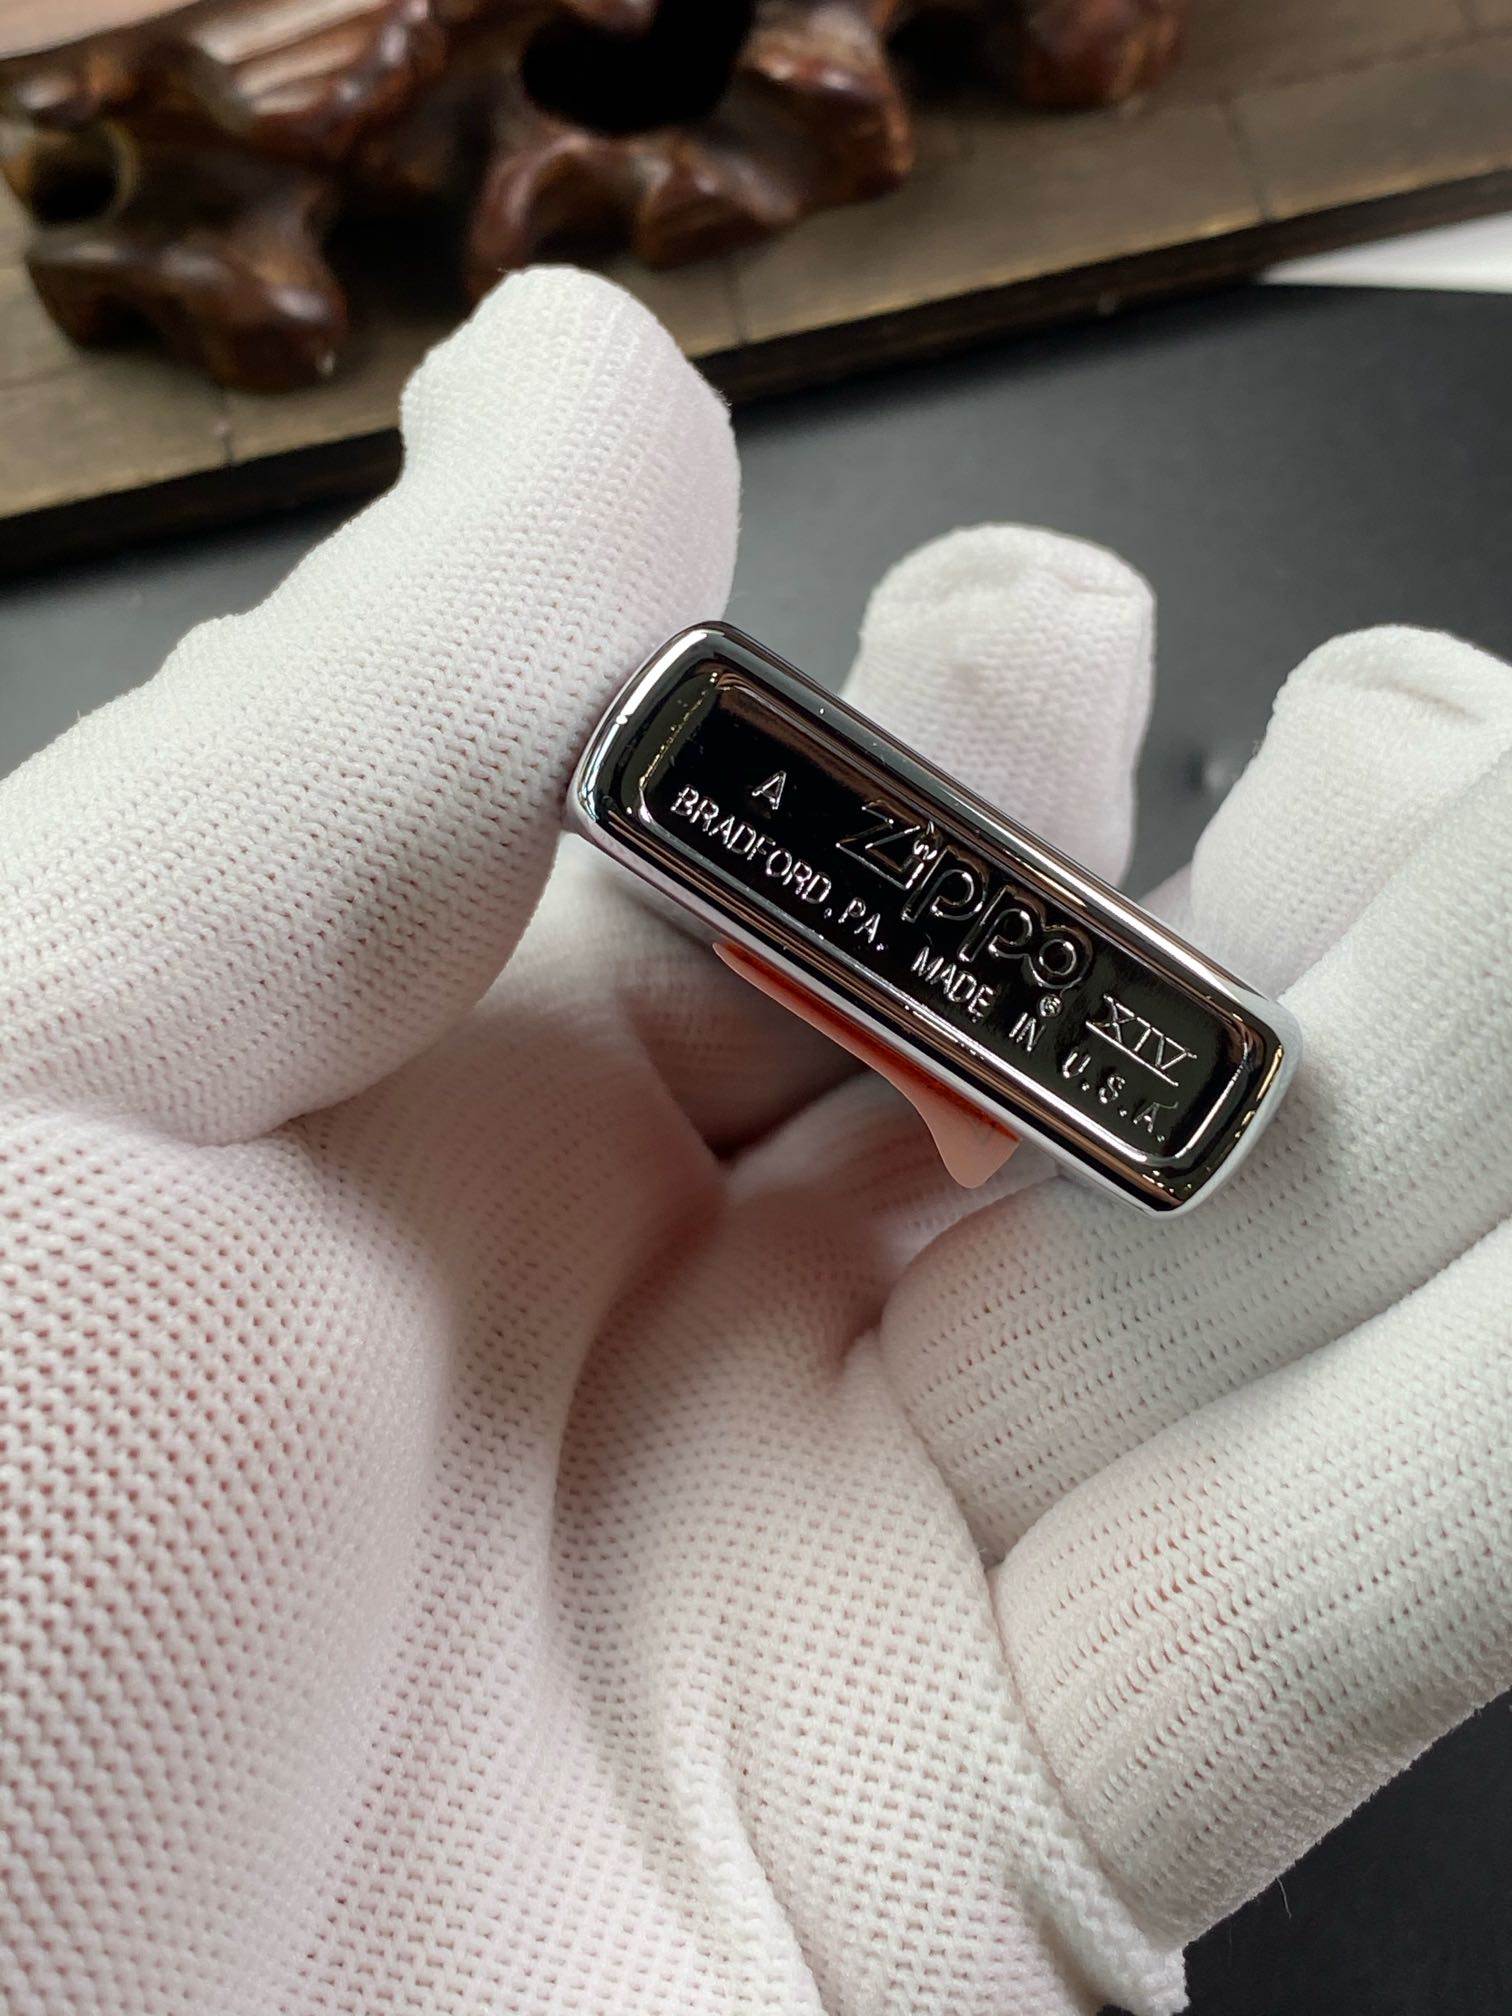 A Zippo® XIV
BRADFORD, PA. MADE IN U.S.A.